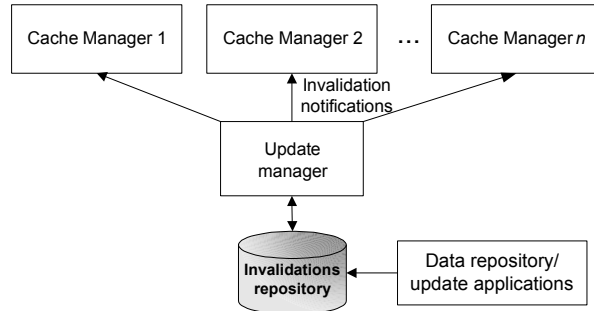 Cache Manager 1
Cache Manager 2
...
Cache Manager n
Invalidation
notifications
Update
manager
Invalidations
repository
Data repository/
update applications